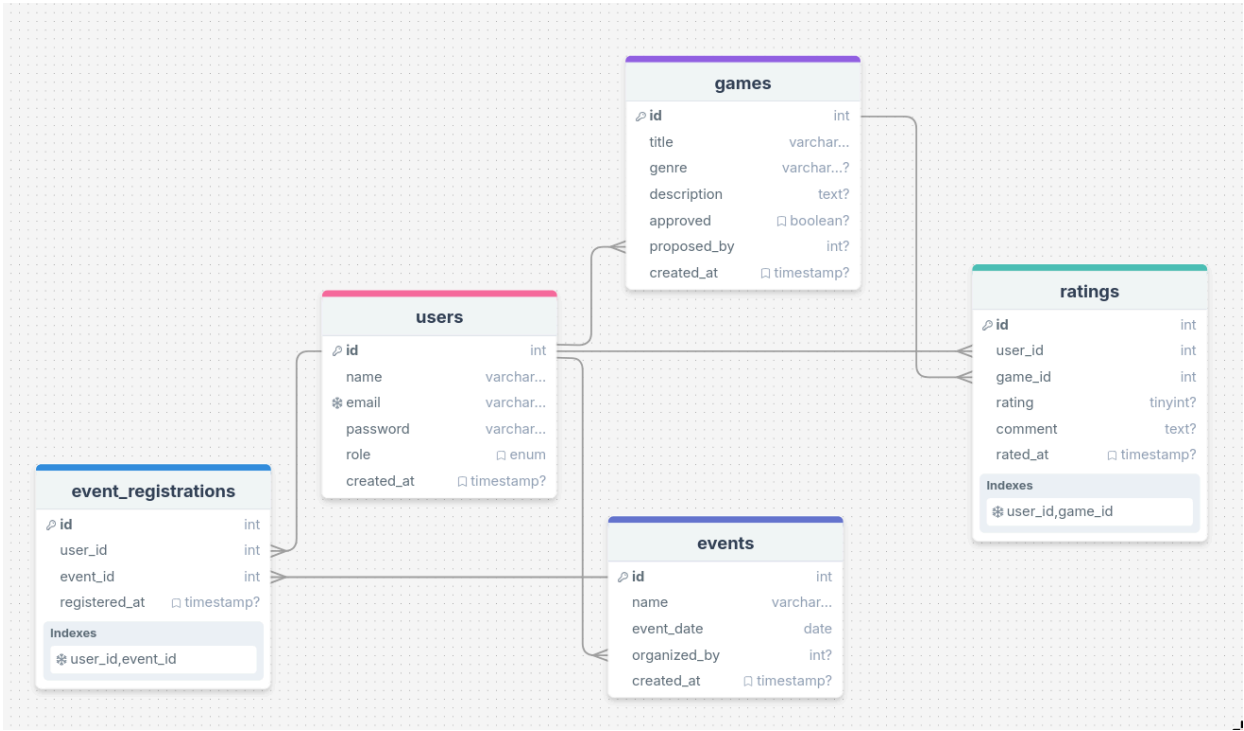 games
id int
title varchar...
genre varchar...?
description text?
approved boolean?
proposed_by int?
created_at timestamp?
users
id int
name varchar...
email varchar...
password varchar...
role enum
created_at timestamp?
ratings
id int
user_id int
game_id int
rating tinyint?
comment text?
rated_at timestamp?
Indexes
user_id,game_id
event_registrations
id int
user_id int
event_id int
registered_at timestamp?
Indexes
user_id,event_id
events
id int
name varchar...
event_date date
organized_by int?
created_at timestamp?